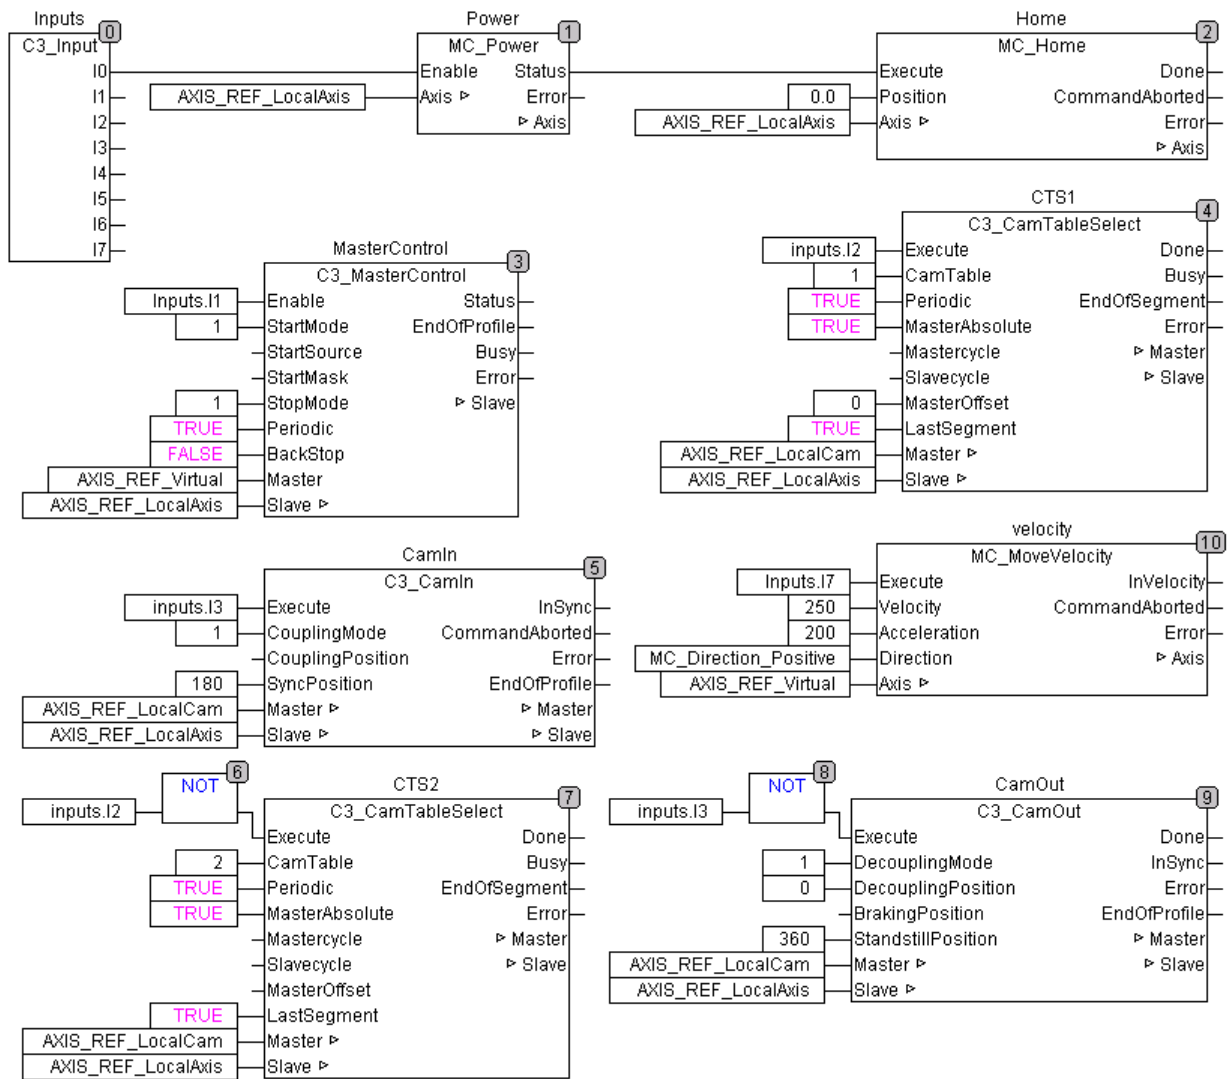 Inputs
0
C3_Input
I0
I1
I2
I3
I4
I5
I6
I7
Power
1
MC_Power
Enable Status
AXIS_REF_LocalAxis Axis Error
Axis
Home
2
MC_Home
Execute Done
0.0 Position CommandAborted
AXIS_REF_LocalAxis Axis Error
Axis
MasterControl
3
C3_MasterControl
Inputs.I1 Enable Status
1 StartMode EndOfProfile
StartSource Busy
StartMask Error
1 StopMode Slave
TRUE Periodic
FALSE BackStop
AXIS_REF_Virtual Master
AXIS_REF_LocalAxis Slave
CTS1
4
C3_CamTableSelect
inputs.I2 Execute Done
1 CamTable Busy
TRUE Periodic EndOfSegment
TRUE MasterAbsolute Error
Mastercycle Master
Slavecycle Slave
0 MasterOffset
TRUE LastSegment
AXIS_REF_LocalCam Master
AXIS_REF_LocalAxis Slave
CamIn
5
C3_CamIn
inputs.I3 Execute InSync
1 CouplingMode CommandAborted
CouplingPosition Error
180 SyncPosition EndOfProfile
AXIS_REF_LocalCam Master Master
AXIS_REF_LocalAxis Slave Slave
velocity
10
MC_MoveVelocity
Inputs.I7 Execute InVelocity
250 Velocity CommandAborted
200 Acceleration Error
MC_Direction_Positive Direction Axis
AXIS_REF_Virtual Axis
6
NOT
inputs.I2
CTS2
7
C3_CamTableSelect
Execute Done
2 CamTable Busy
TRUE Periodic EndOfSegment
TRUE MasterAbsolute Error
Mastercycle Master
Slavecycle Slave
MasterOffset
TRUE LastSegment
AXIS_REF_LocalCam Master
AXIS_REF_LocalAxis Slave
8
NOT
inputs.I3
CamOut
9
C3_CamOut
Execute Done
1 DecouplingMode InSync
0 DecouplingPosition Error
BrakingPosition EndOfProfile
360 StandstillPosition Master
AXIS_REF_LocalCam Master Slave
AXIS_REF_LocalAxis Slave